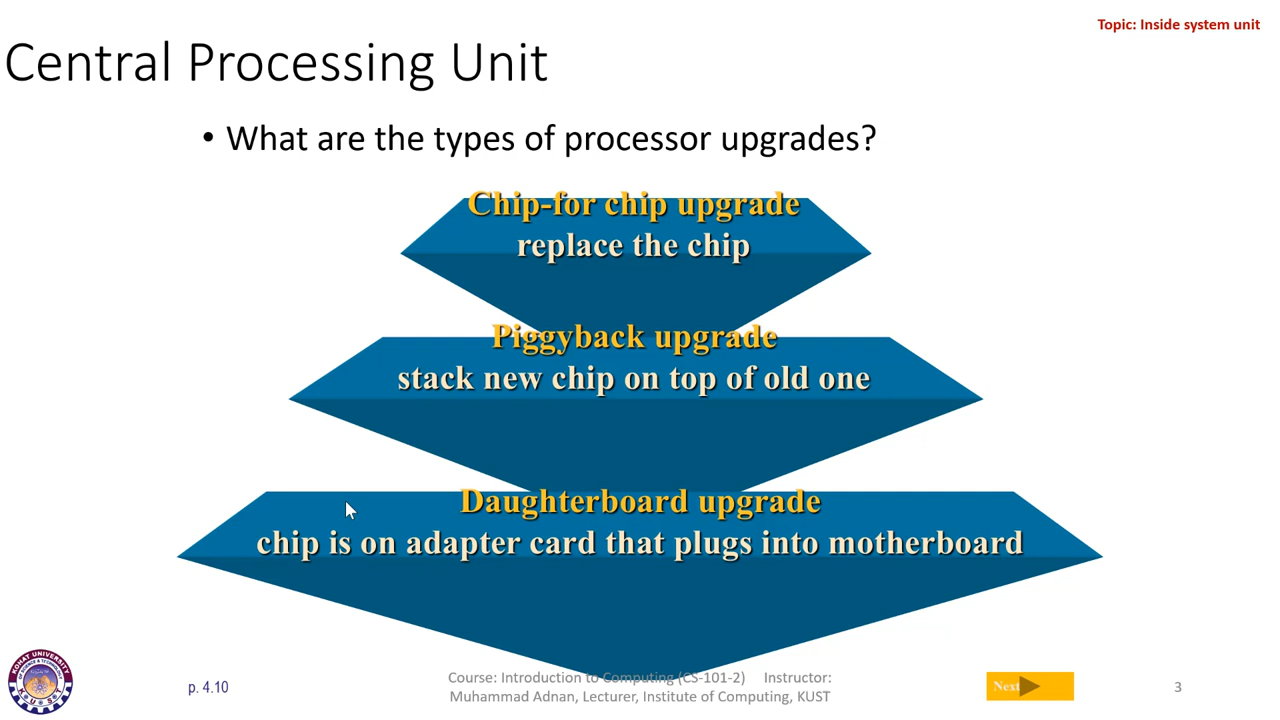 Topic: Inside system unit
Central Processing Unit
• What are the types of processor upgrades?
Chip-for chip upgrade
replace the chip
Piggyback upgrade
stack new chip on top of old one
Daughterboard upgrade
chip is on adapter card that plugs into motherboard
KOHAT UNIVERSITY
p. 4.10
Course: Introduction to Computing (CS-101-2) Instructor:
Muhammad Adnan, Lecturer, Institute of Computing, KUST
Next
3